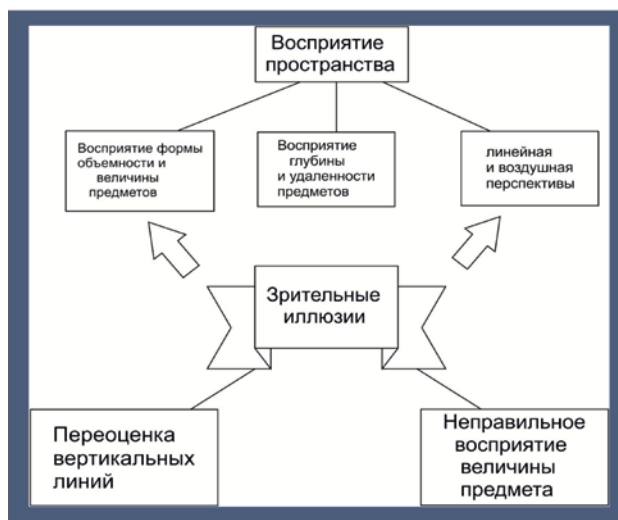 Восприятие
пространства
Восприятие формы
объемности и
величины
предметов
Восприятие
глубины
и удаленности
предметов
линейная
и воздушная
перспективы
Зрительные
иллюзии
Переоценка
вертикальных
линий
Неправильное
восприятие
величины
предмета